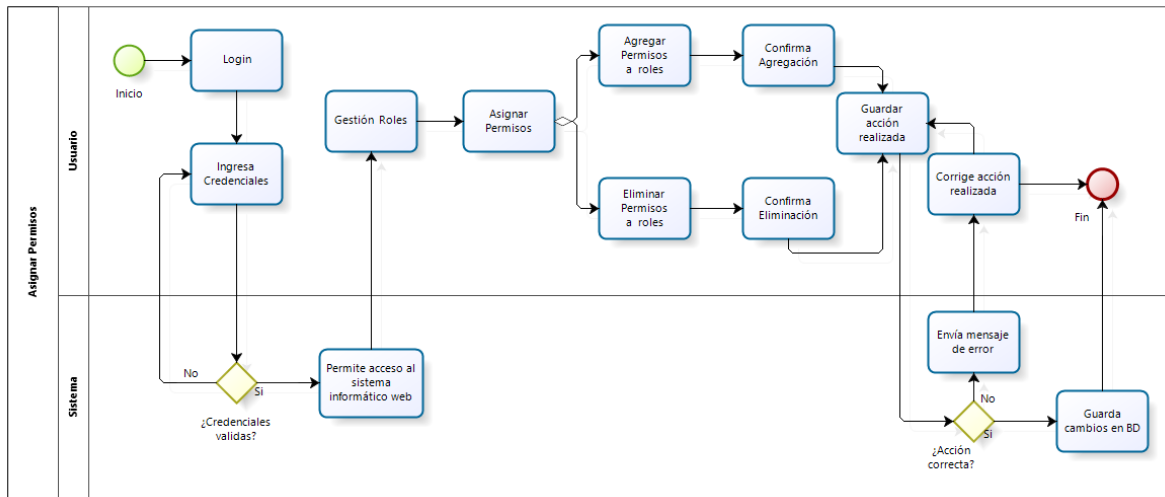 Asignar Permisos
Usuario
Inicio
Login
Ingresa
Credenciales
Gestión Roles
Asignar
Permisos
Agregar
Permisos
a roles
Confirma
Agregación
Eliminar
Permisos
a roles
Confirma
Eliminación
Guardar
acción
realizada
Corrige acción
realizada
Fin
Sistema
No
Si
¿Credenciales
validas?
Permite acceso al
sistema
informático web
Envía mensaje
de error
No
Si
¿Acción
correcta?
Guarda
cambios en BD